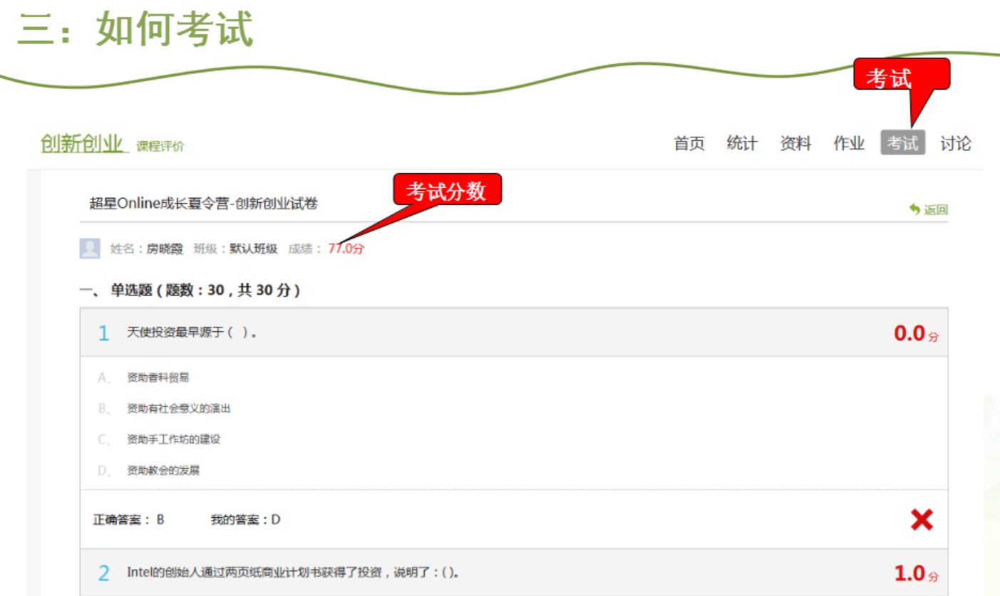 三：如何考试
考试
创新创业 课程评价 首页 统计 资料 作业 考试 讨论
考试分数
超星Online成长夏令营-创新创业试卷 返回
姓名：房晓霞 班级：默认班级 成绩：77.0分
一、单选题（题数：30，共 30 分）
1 天使投资最早源于（ ）。 0.0分
A、 资助香料贸易
B、 资助有社会意义的演出
C、 资助手工作坊的建设
D、 资助教会的发展
正确答案： B 我的答案：D
2 Intel的创始人通过两页纸商业计划书获得了投资，说明了：()。 1.0分